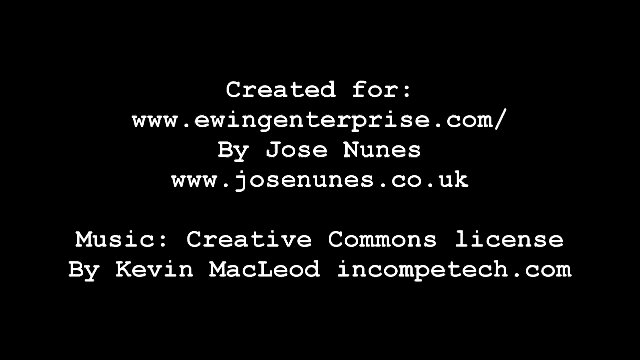 Created for:
www.ewingenterprise.com/
By Jose Nunes
www.josenunes.co.uk
Music: Creative Commons license
By Kevin MacLeod incompetech.com